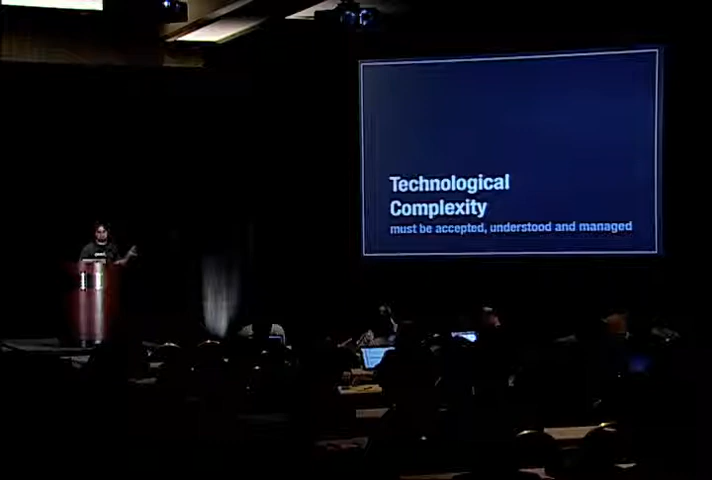 Technological
Complexity
must be accepted, understood and managed